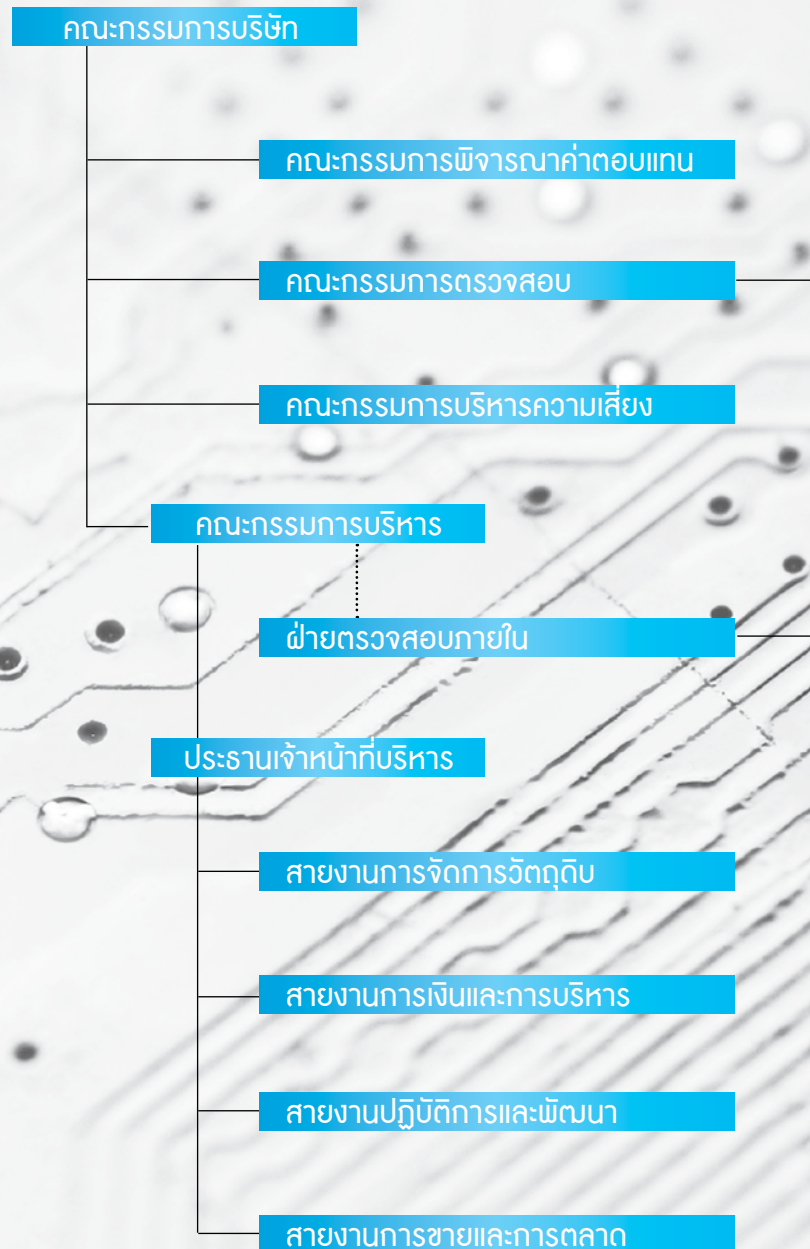 คณะกรรมการบริษัท
คณะกรรมการพิจารณาค่าตอบแทน
คณะกรรมการตรวจสอบ
คณะกรรมการบริหารความเสี่ยง
คณะกรรมการบริหาร
ฝ่ายตรวจสอบภายใน
ประธานเจ้าหน้าที่บริหาร
สายงานการจัดการวัตถุดิบ
สายงานการเงินและการบริหาร
สายงานปฏิบัติการและพัฒนา
สายงานการขายและการตลาด